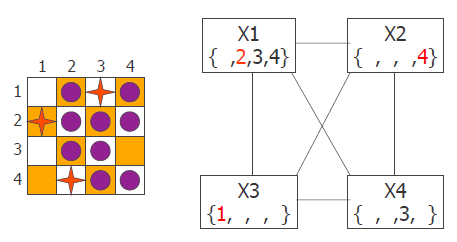 X1
{ ,2,3,4}
X2
{ , , ,4}
1 2 3 4
1
2
3
4
X3
{1, , , }
X4
{ , ,3, }